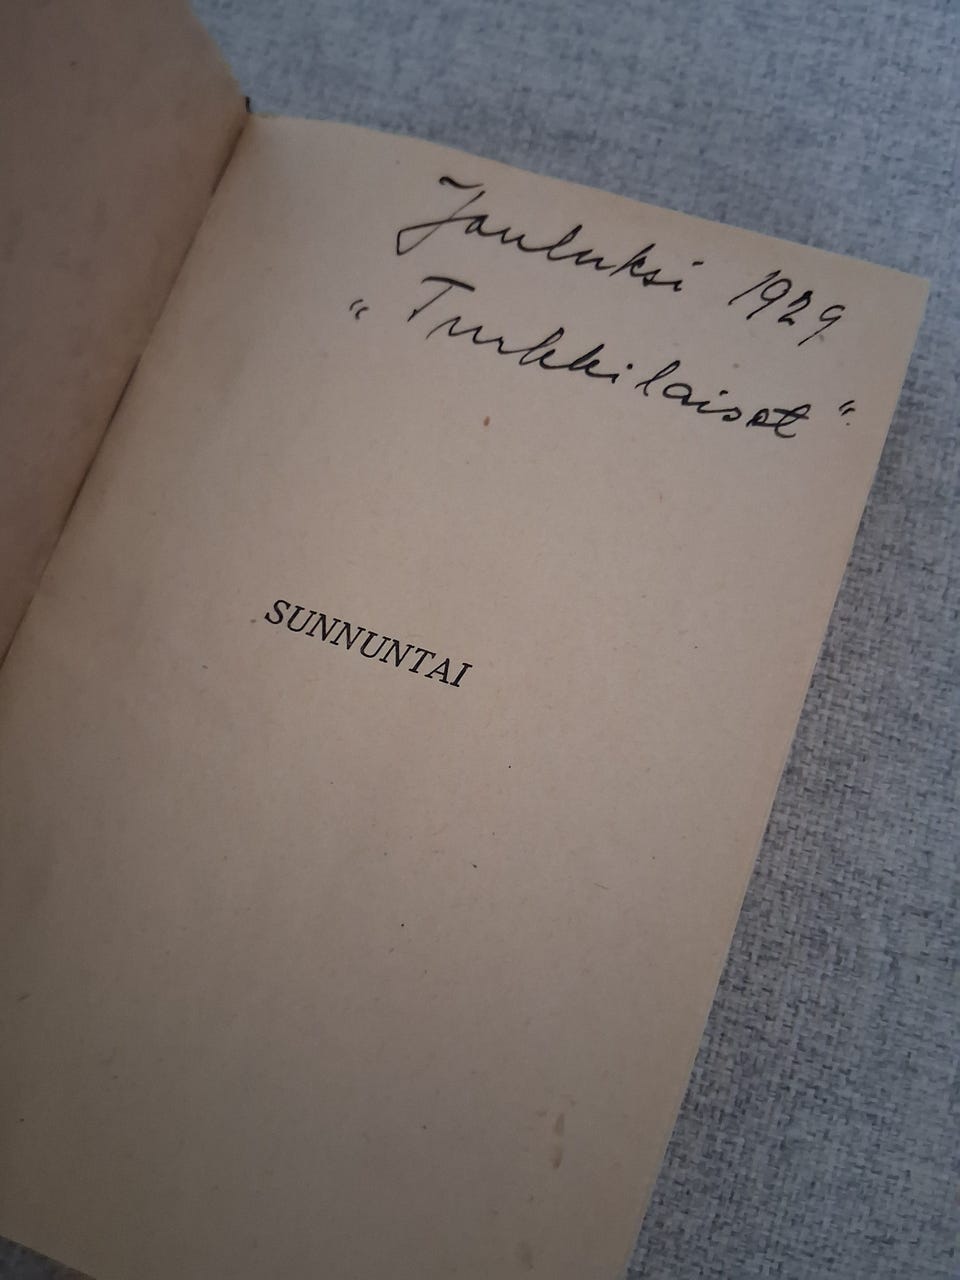 Jouluksi 1929
"Turkkilaiset"
SUNNUNTAI